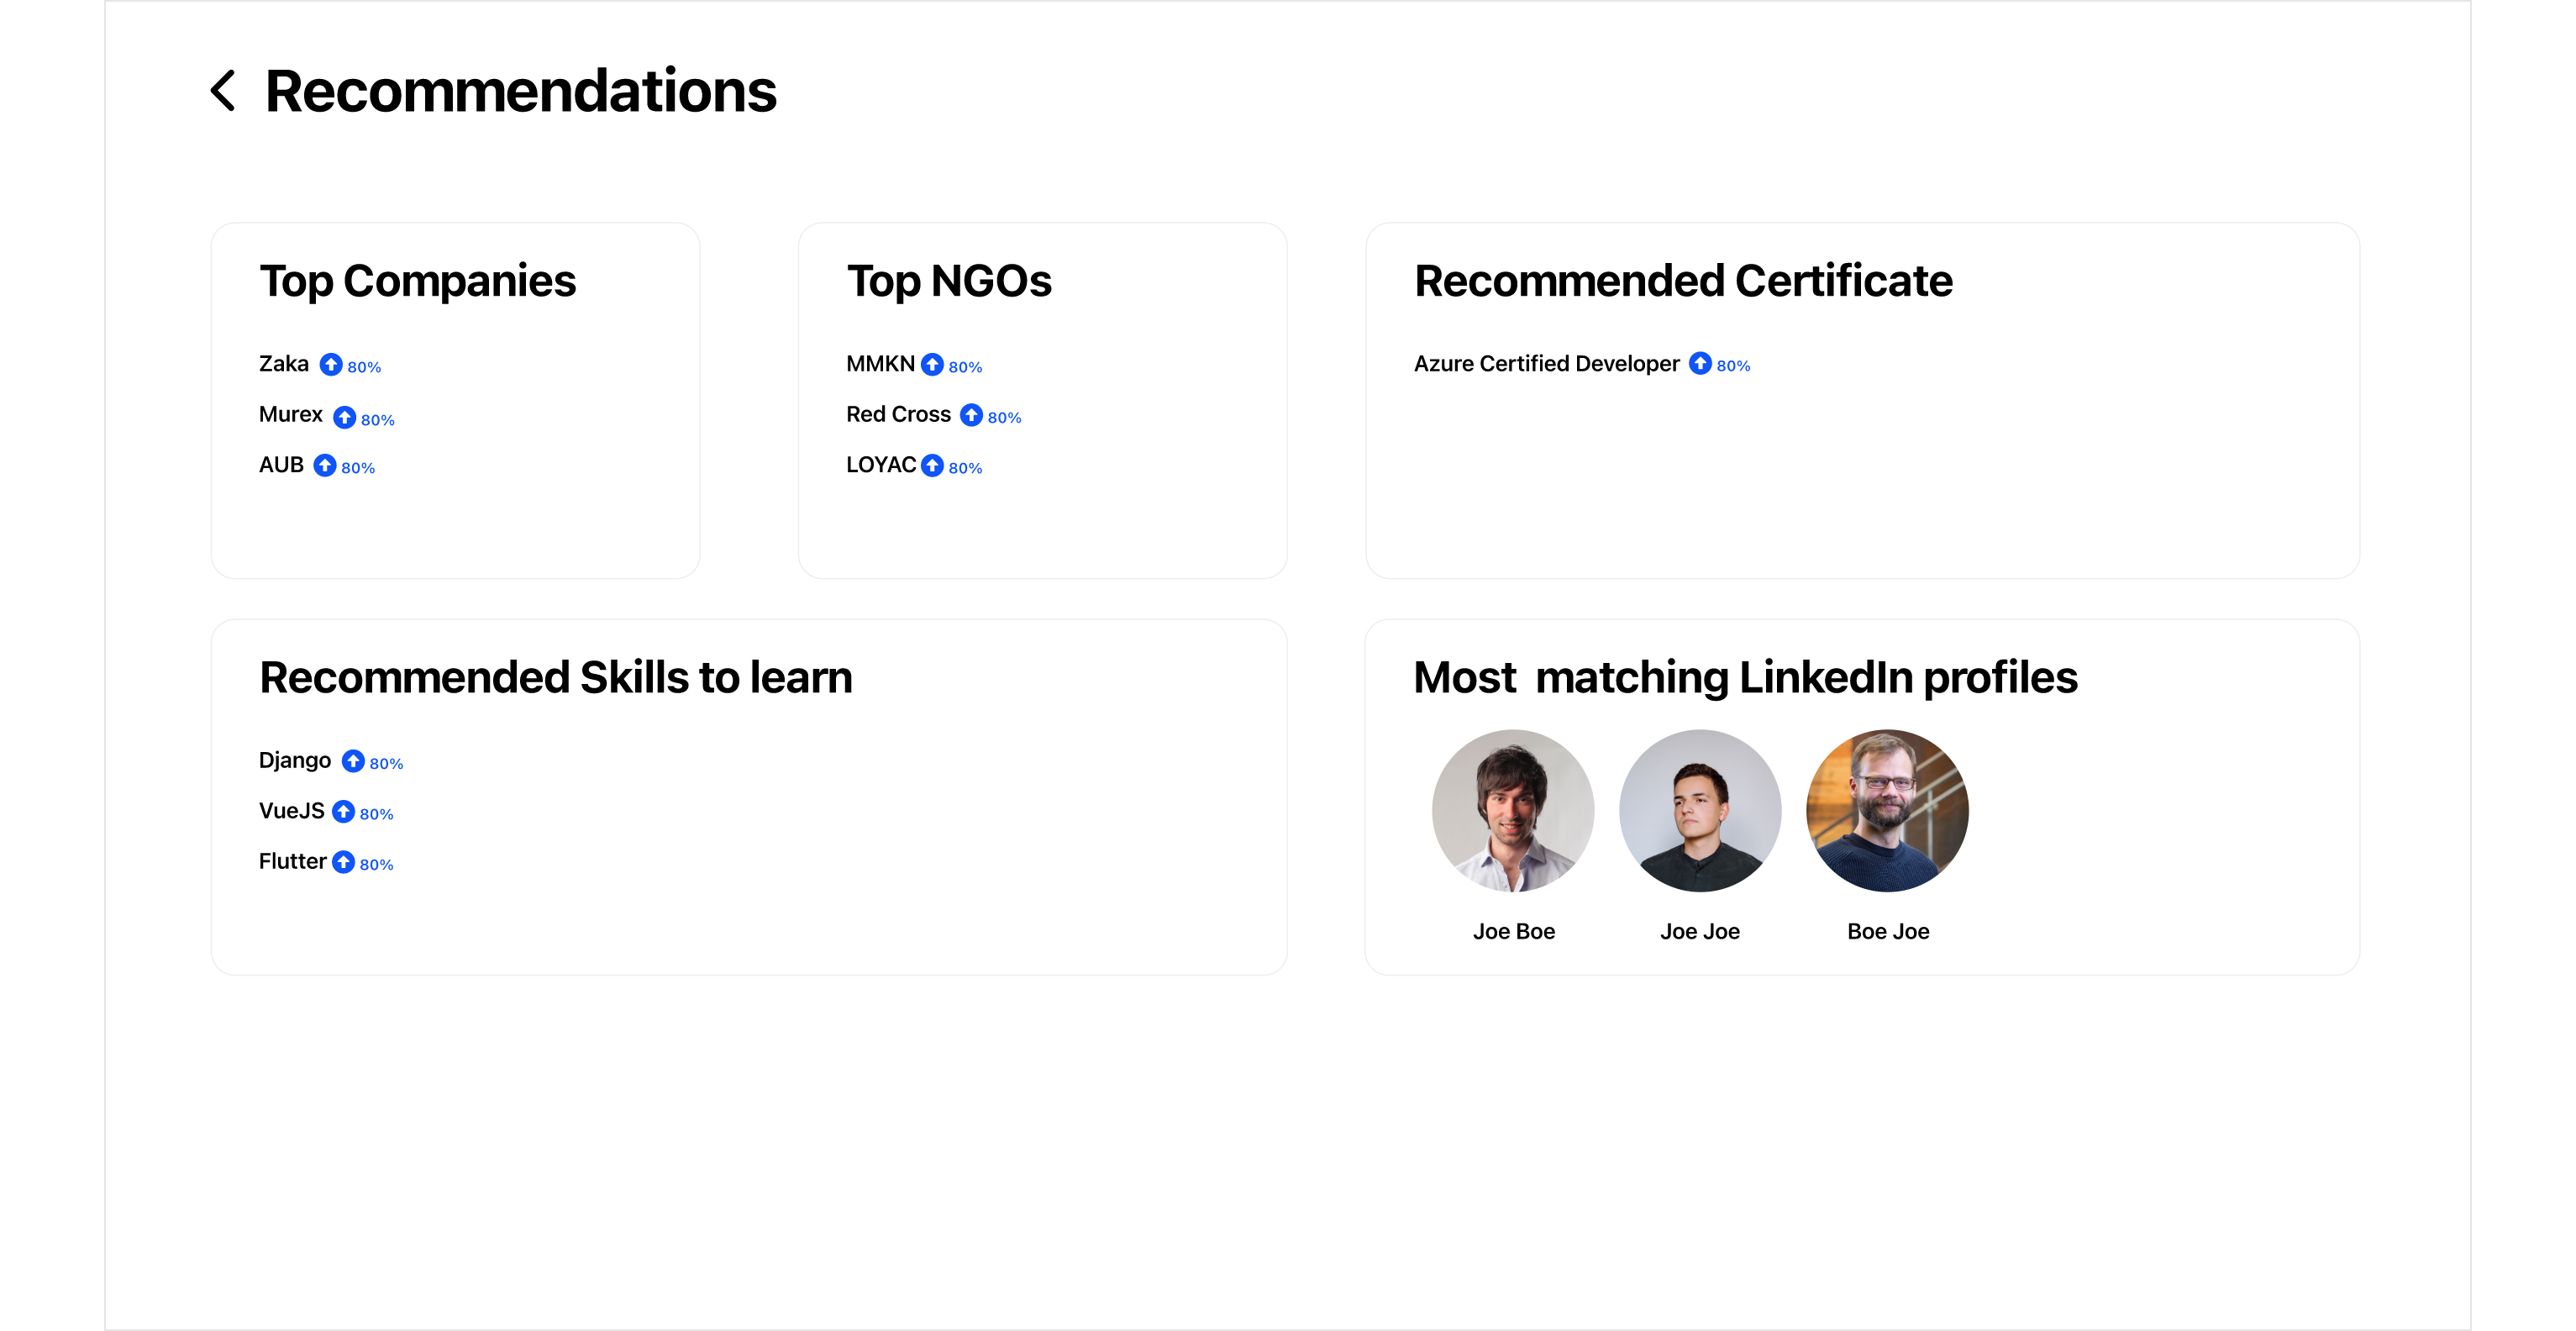 Recommendations
Top Companies
Zaka 80%
Murex 80%
AUB 80%
Top NGOs
MMKN 80%
Red Cross 80%
LOYAC 80%
Recommended Certificate
Azure Certified Developer 80%
Recommended Skills to learn
Django 80%
VueJS 80%
Flutter 80%
Most  matching LinkedIn profiles
Joe Boe
Joe Joe
Boe Joe